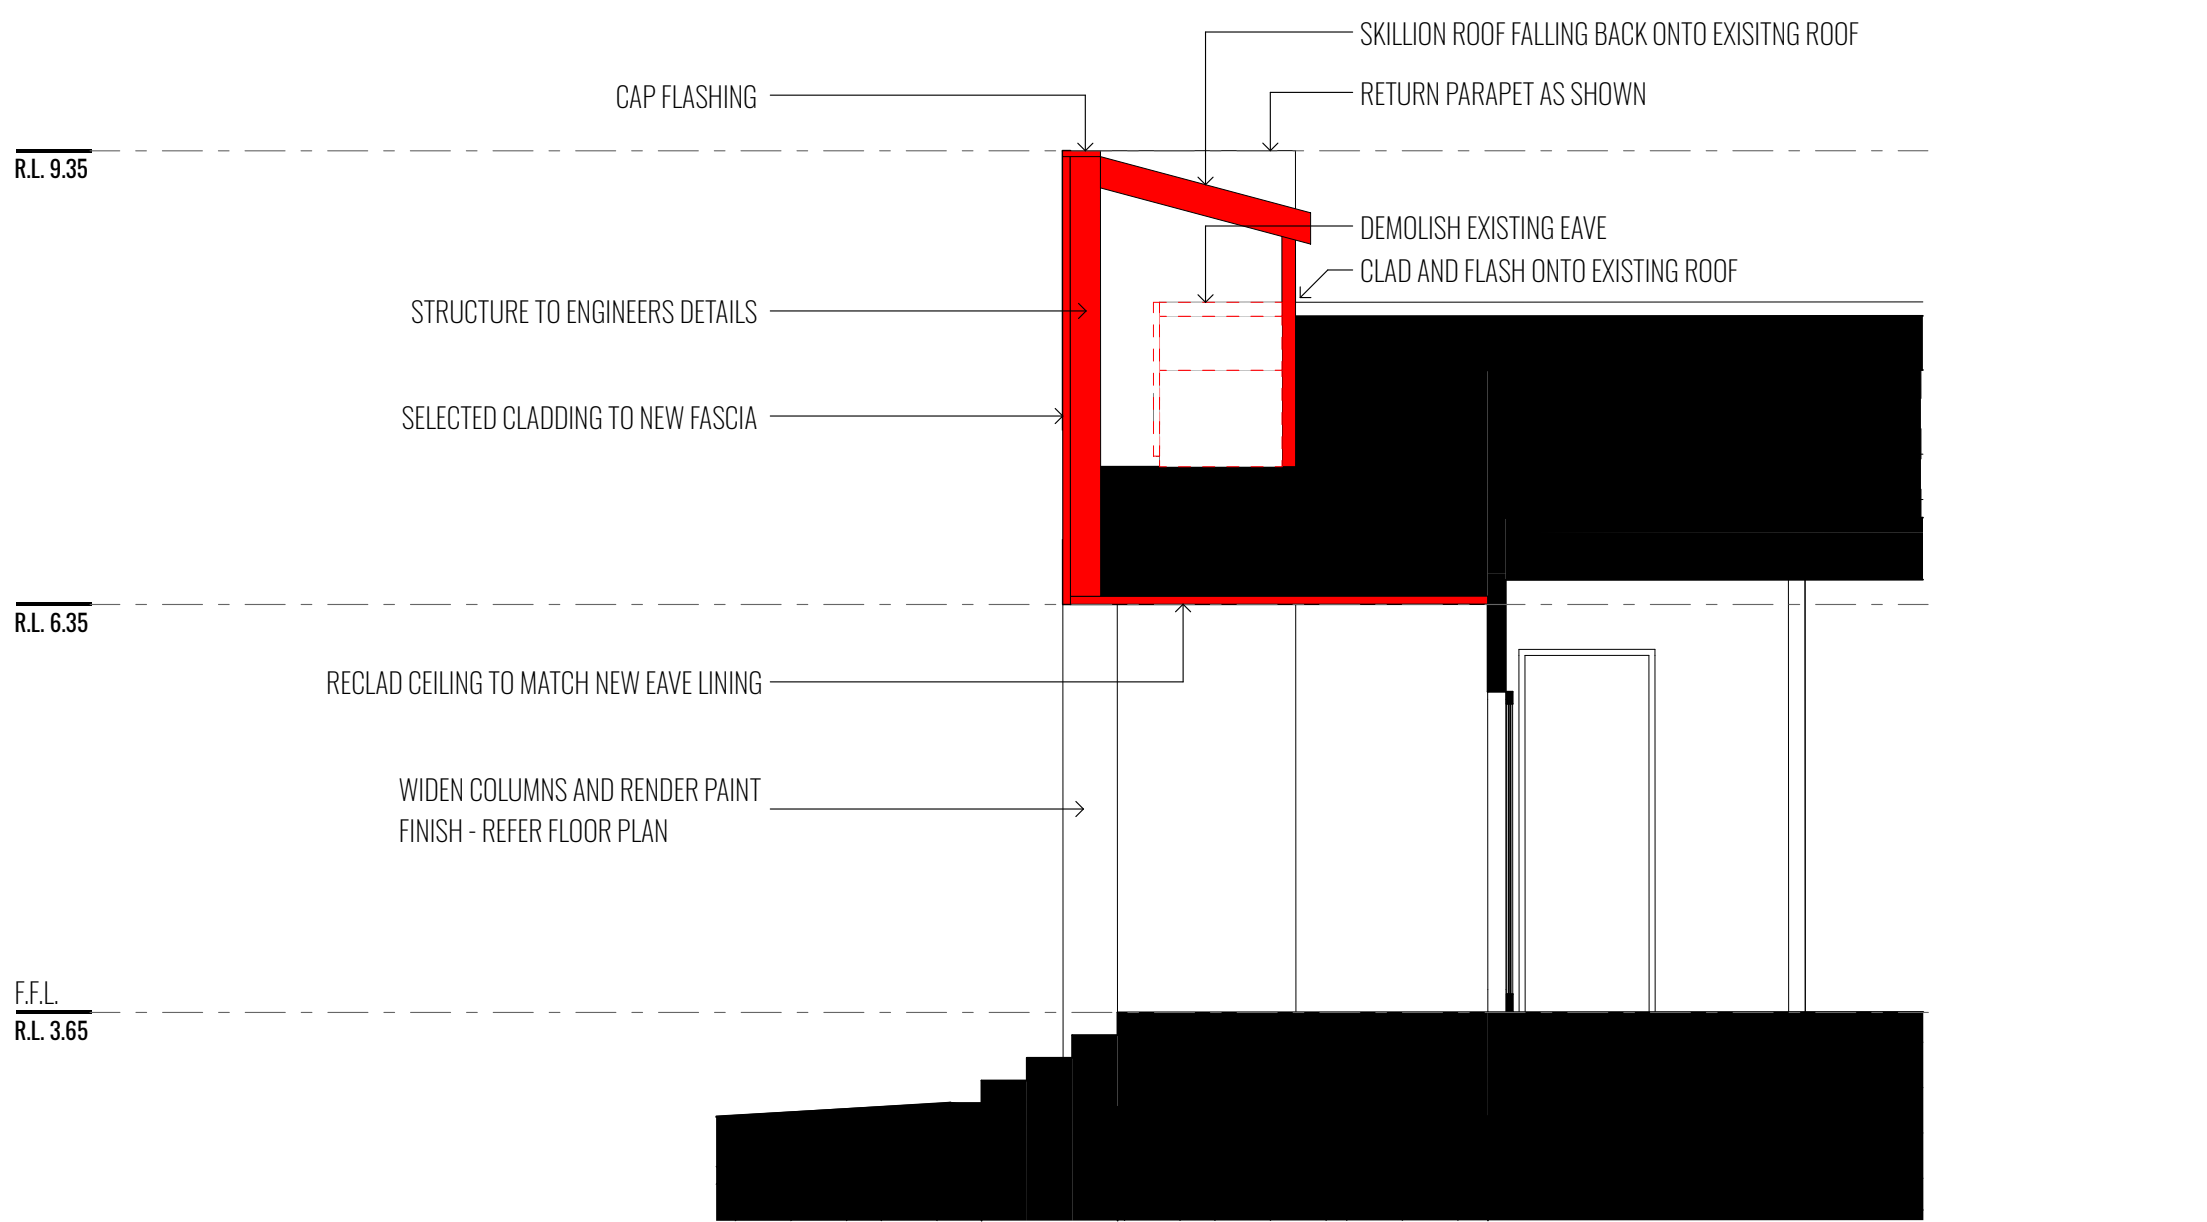 SKILLION ROOF FALLING BACK ONTO EXISITNG ROOF
CAP FLASHING
RETURN PARAPET AS SHOWN
R.L. 9.35
DEMOLISH EXISTING EAVE
CLAD AND FLASH ONTO EXISTING ROOF
STRUCTURE TO ENGINEERS DETAILS
SELECTED CLADDING TO NEW FASCIA
R.L. 6.35
RECLAD CEILING TO MATCH NEW EAVE LINING
WIDEN COLUMNS AND RENDER PAINT
FINISH - REFER FLOOR PLAN
F.F.L.
R.L. 3.65